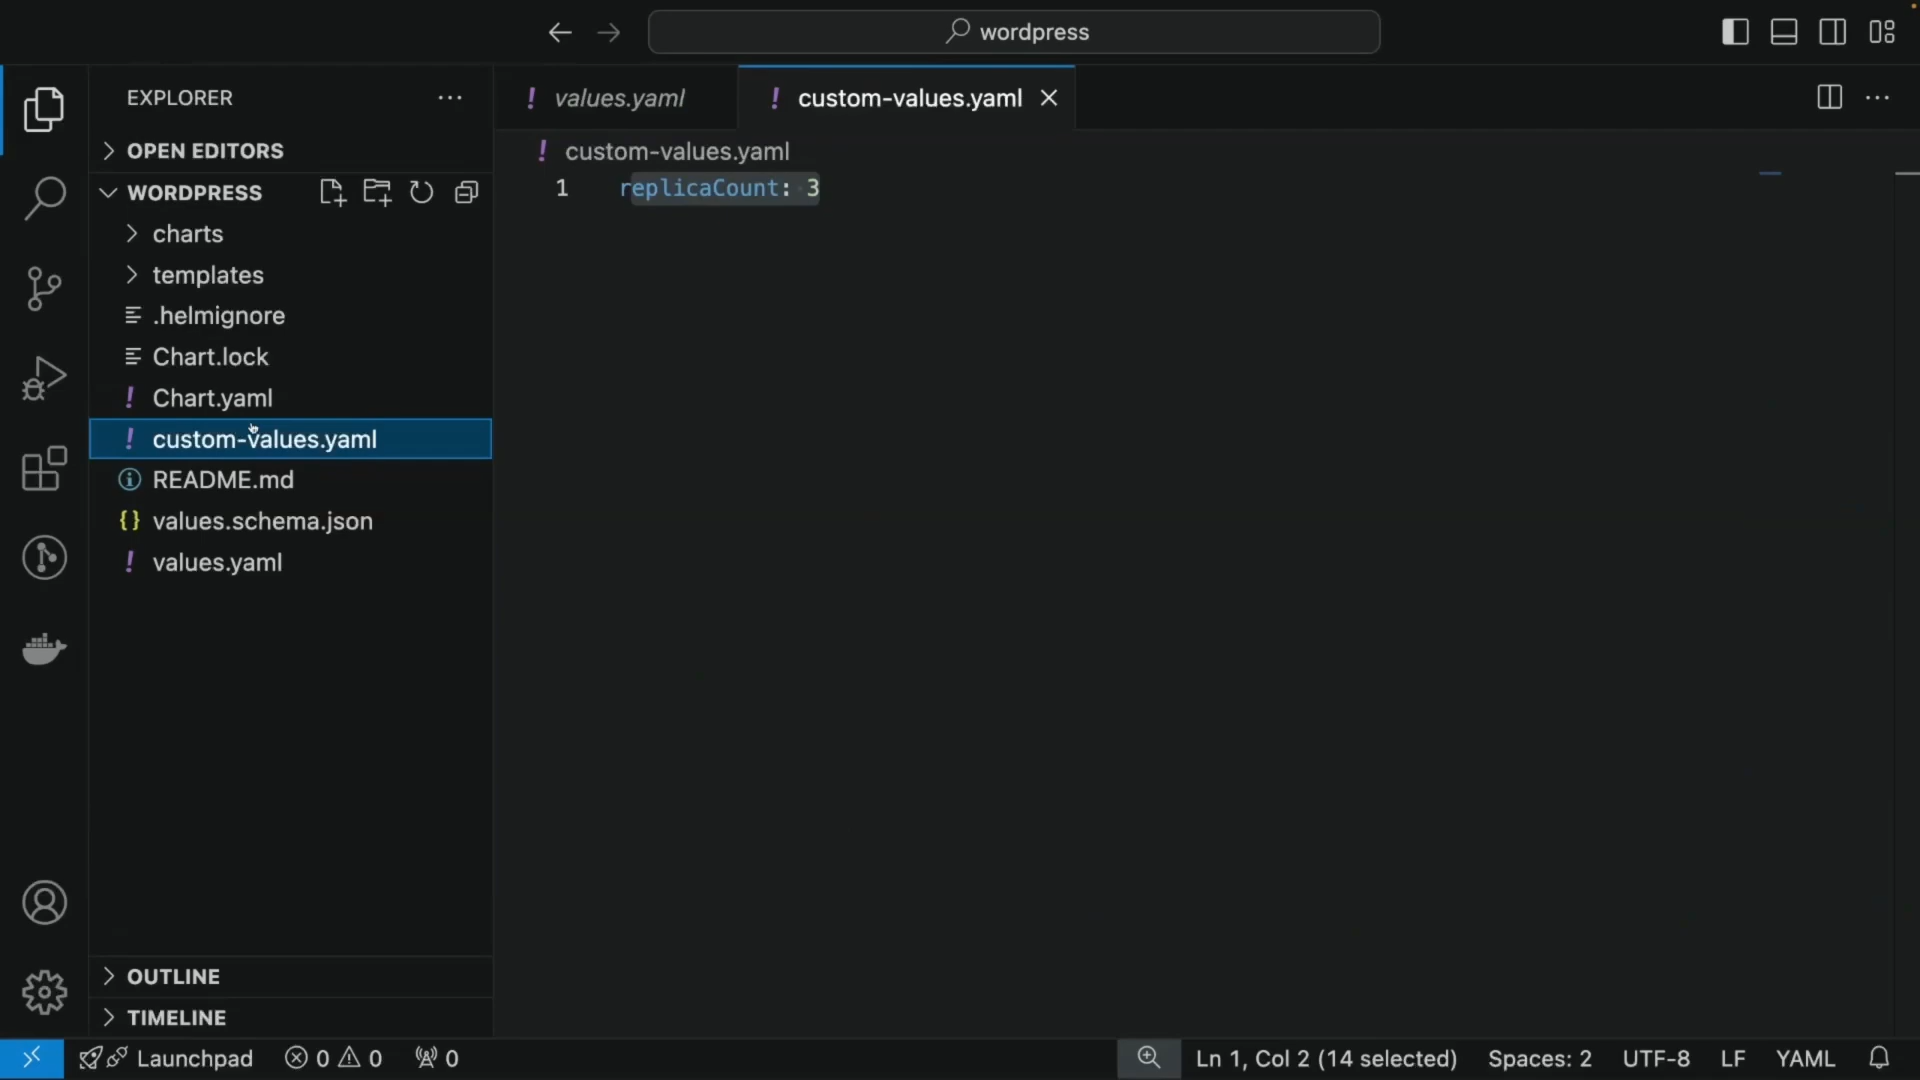 wordpress
EXPLORER
OPEN EDITORS
WORDPRESS
charts
templates
.helmignore
Chart.lock
! Chart.yaml
! custom-values.yaml
README.md
{} values.schema.json
! values.yaml
OUTLINE
TIMELINE
! values.yaml
! custom-values.yaml
! custom-values.yaml
1 replicaCount: 3
Launchpad 0 0 0
Ln 1, Col 2 (14 selected) Spaces: 2 UTF-8 LF YAML